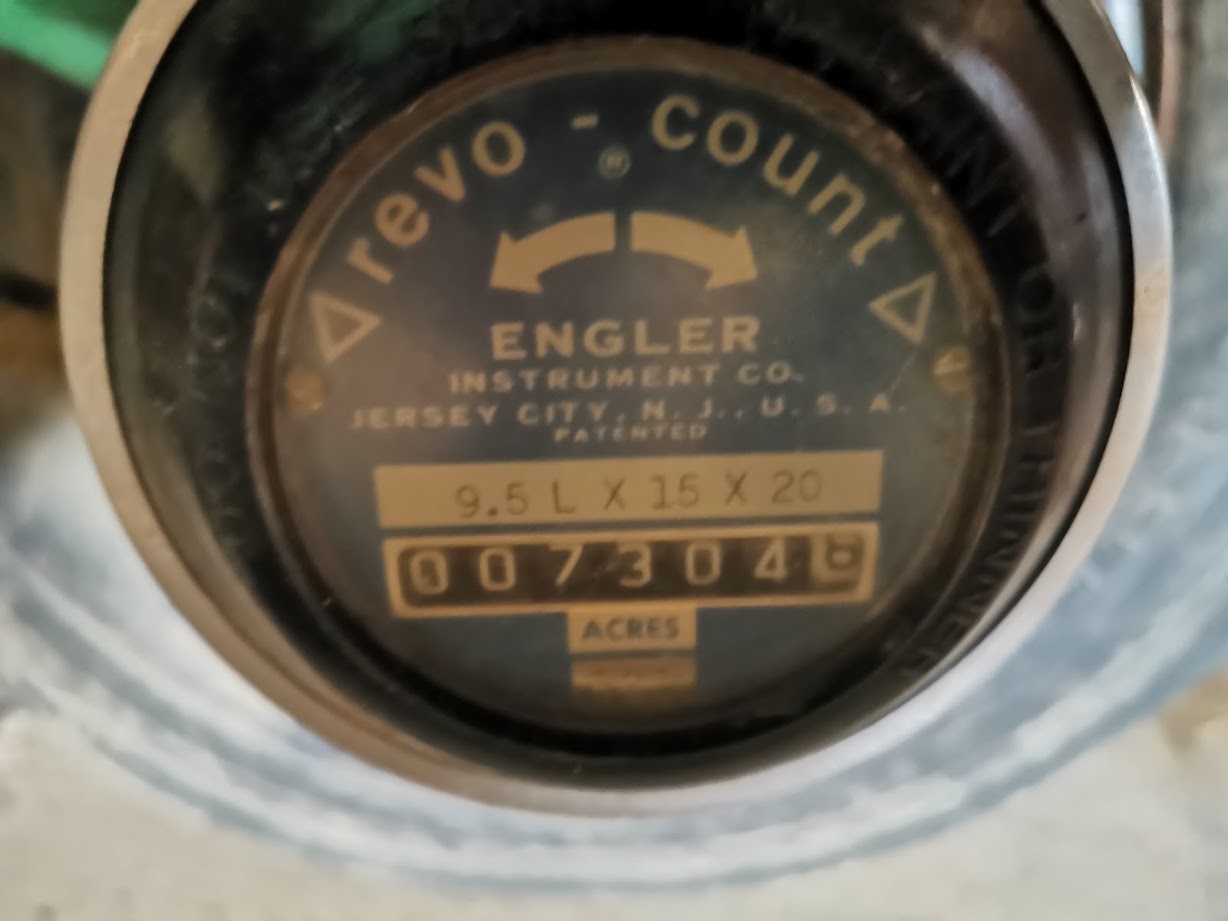 revo - count
®
ENGLER
INSTRUMENT CO.
JERSEY CITY, N. J., U. S. A.
PATENTED
9.5 L X 15 X 20
0073046
ACRES